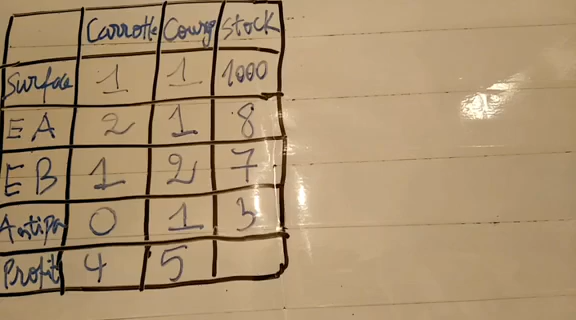 Carrotte Courg Stock
Surface 1 1 1000
EA 2 1 8
EB 1 2 7
Antipa 0 1 3
Profit 4 5